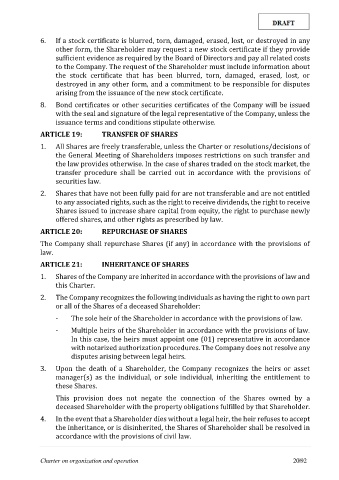 DRAFT
6. If a stock certificate is blurred, torn, damaged, erased, lost, or destroyed in any
other form, the Shareholder may request a new stock certificate if they provide
sufficient evidence as required by the Board of Directors and pay all related costs
to the Company. The request of the Shareholder must include information about
the stock certificate that has been blurred, torn, damaged, erased, lost, or
destroyed in any other form, and a commitment to be responsible for disputes
arising from the issuance of the new stock certificate.
8. Bond certificates or other securities certificates of the Company will be issued
with the seal and signature of the legal representative of the Company, unless the
issuance terms and conditions stipulate otherwise.
ARTICLE 19: TRANSFER OF SHARES
1. All Shares are freely transferable, unless the Charter or resolutions/decisions of
the General Meeting of Shareholders imposes restrictions on such transfer and
the law provides otherwise. In the case of shares traded on the stock market, the
transfer procedure shall be carried out in accordance with the provisions of
securities law.
2. Shares that have not been fully paid for are not transferable and are not entitled
to any associated rights, such as the right to receive dividends, the right to receive
Shares issued to increase share capital from equity, the right to purchase newly
offered shares, and other rights as prescribed by law.
ARTICLE 20: REPURCHASE OF SHARES
The Company shall repurchase Shares (if any) in accordance with the provisions of
law.
ARTICLE 21: INHERITANCE OF SHARES
1. Shares of the Company are inherited in accordance with the provisions of law and
this Charter.
2. The Company recognizes the following individuals as having the right to own part
or all of the Shares of a deceased Shareholder:
- The sole heir of the Shareholder in accordance with the provisions of law.
- Multiple heirs of the Shareholder in accordance with the provisions of law.
In this case, the heirs must appoint one (01) representative in accordance
with notarized authorization procedures. The Company does not resolve any
disputes arising between legal heirs.
3. Upon the death of a Shareholder, the Company recognizes the heirs or asset
manager(s) as the individual, or sole individual, inheriting the entitlement to
these Shares.
This provision does not negate the connection of the Shares owned by a
deceased Shareholder with the property obligations fulfilled by that Shareholder.
4. In the event that a Shareholder dies without a legal heir, the heir refuses to accept
the inheritance, or is disinherited, the Shares of Shareholder shall be resolved in
accordance with the provisions of civil law.
Charter on organization and operation 20/92